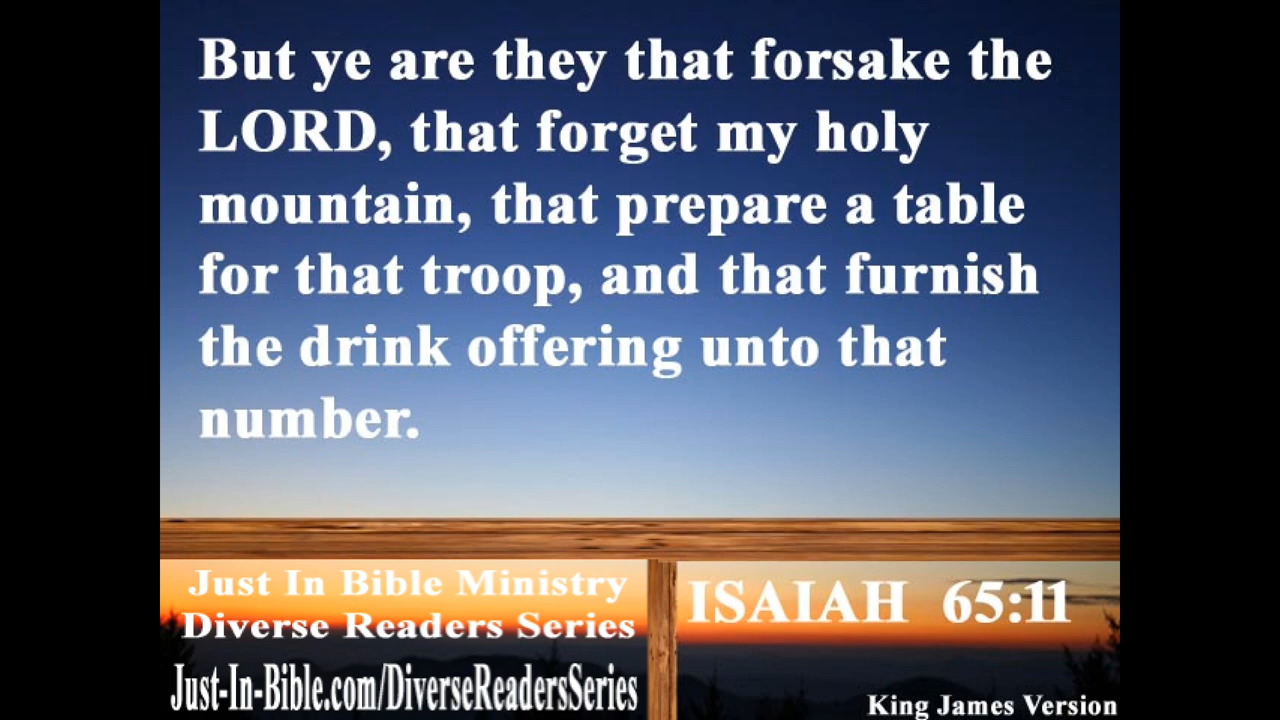 But ye are they that forsake the
LORD, that forget my holy
mountain, that prepare a table
for that troop, and that furnish
the drink offering unto that
number.
Just In Bible Ministry
Diverse Readers Series
Just-In-Bible.com/DiverseReadersSeries
ISAIAH 65:11
King James Version